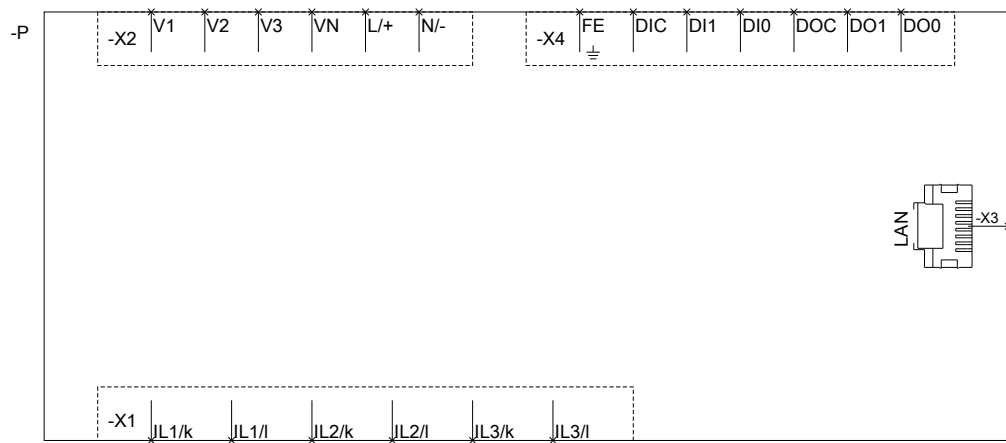 -P
-X2 V1 V2 V3 VN L/+ N/-
-X4 FE DIC DI1 DI0 DOC DO1 DO0
LAN
-X3
-X1 IL1/k IL1/l IL2/k IL2/l IL3/k IL3/l